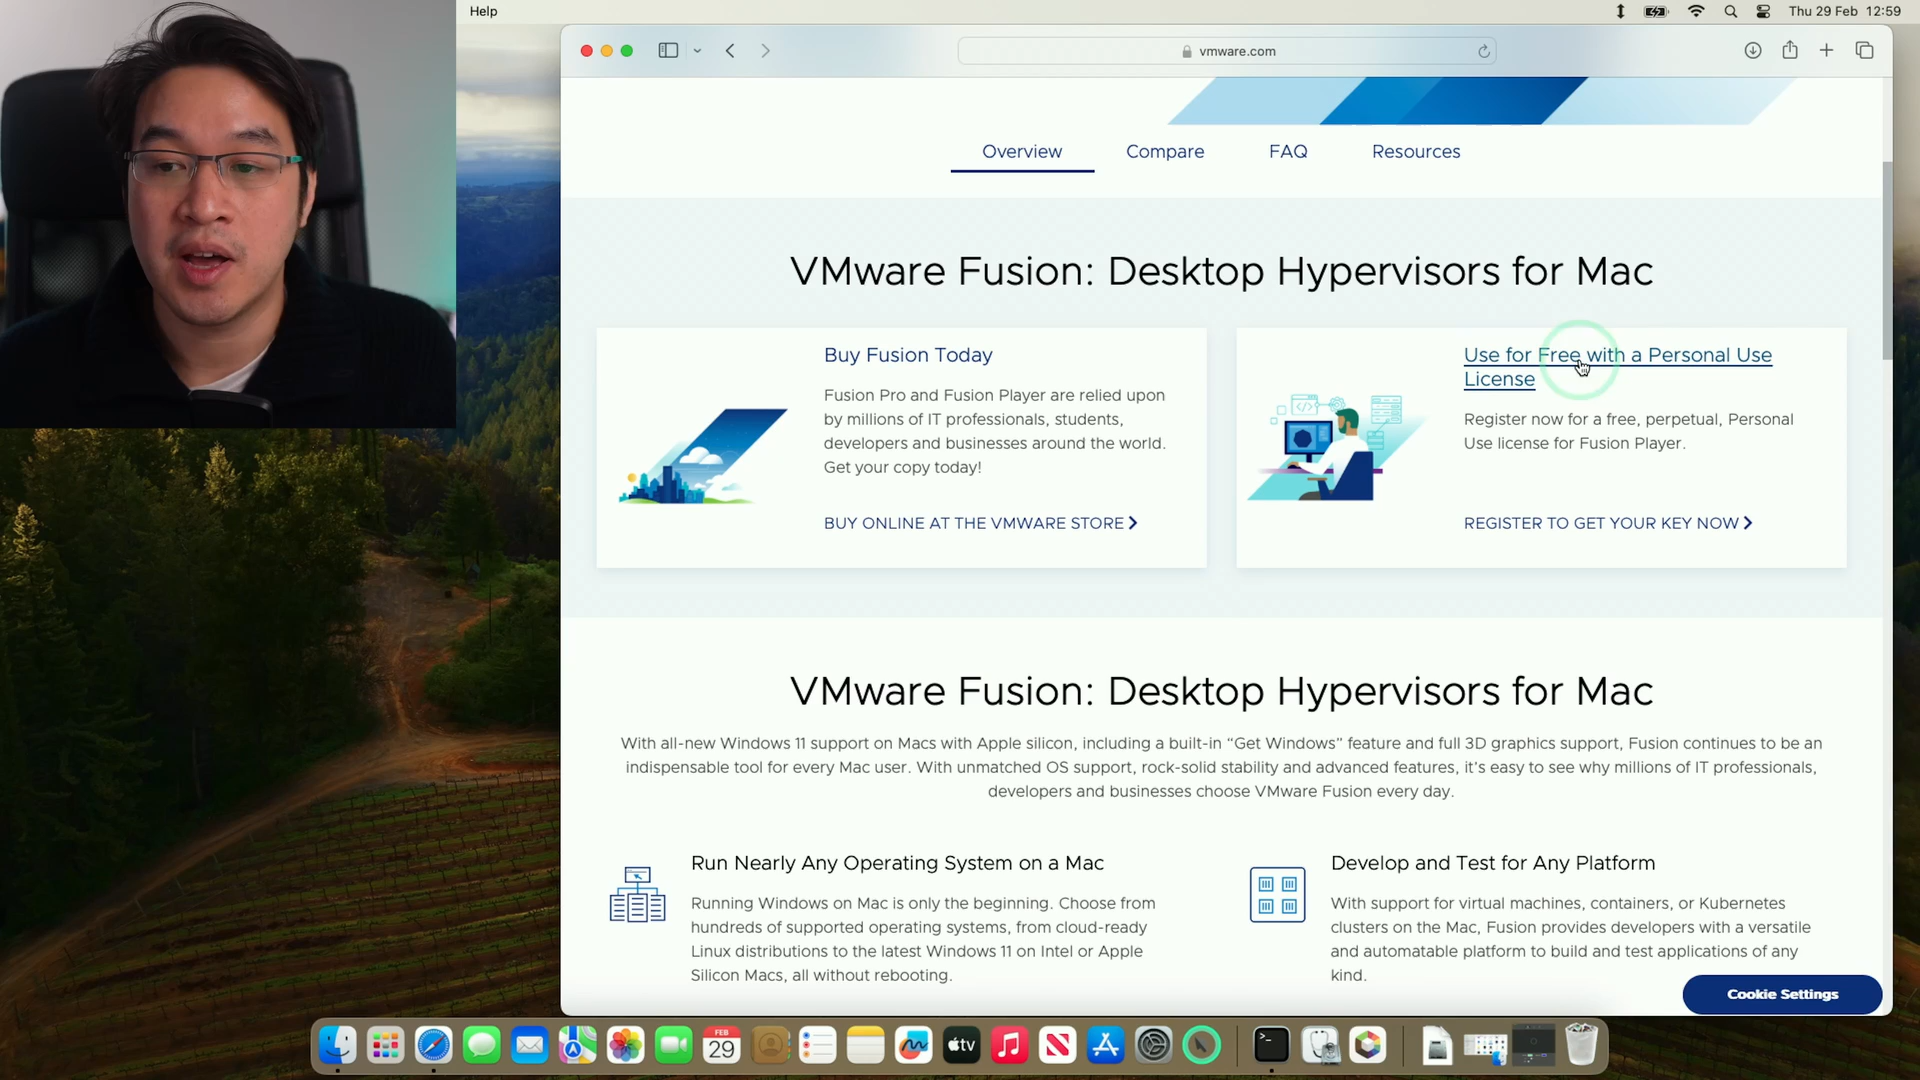 Help
Thu 29 Feb 12:59
vmware.com
Overview
Compare
FAQ
Resources
VMware Fusion: Desktop Hypervisors for Mac
Buy Fusion Today
Fusion Pro and Fusion Player are relied upon
by millions of IT professionals, students,
developers and businesses around the world.
Get your copy today!
BUY ONLINE AT THE VMWARE STORE
Use for Free with a Personal Use
License
Register now for a free, perpetual, Personal
Use license for Fusion Player.
REGISTER TO GET YOUR KEY NOW
VMware Fusion: Desktop Hypervisors for Mac
With all-new Windows 11 support on Macs with Apple silicon, including a built-in “Get Windows” feature and full 3D graphics support, Fusion continues to be an
indispensable tool for every Mac user. With unmatched OS support, rock-solid stability and advanced features, it’s easy to see why millions of IT professionals,
developers and businesses choose VMware Fusion every day.
Run Nearly Any Operating System on a Mac
Running Windows on Mac is only the beginning. Choose from
hundreds of supported operating systems, from cloud-ready
Linux distributions to the latest Windows 11 on Intel or Apple
Silicon Macs, all without rebooting.
Develop and Test for Any Platform
With support for virtual machines, containers, or Kubernetes
clusters on the Mac, Fusion provides developers with a versatile
and automatable platform to build and test applications of any
kind.
Cookie Settings
FEB
29
tv